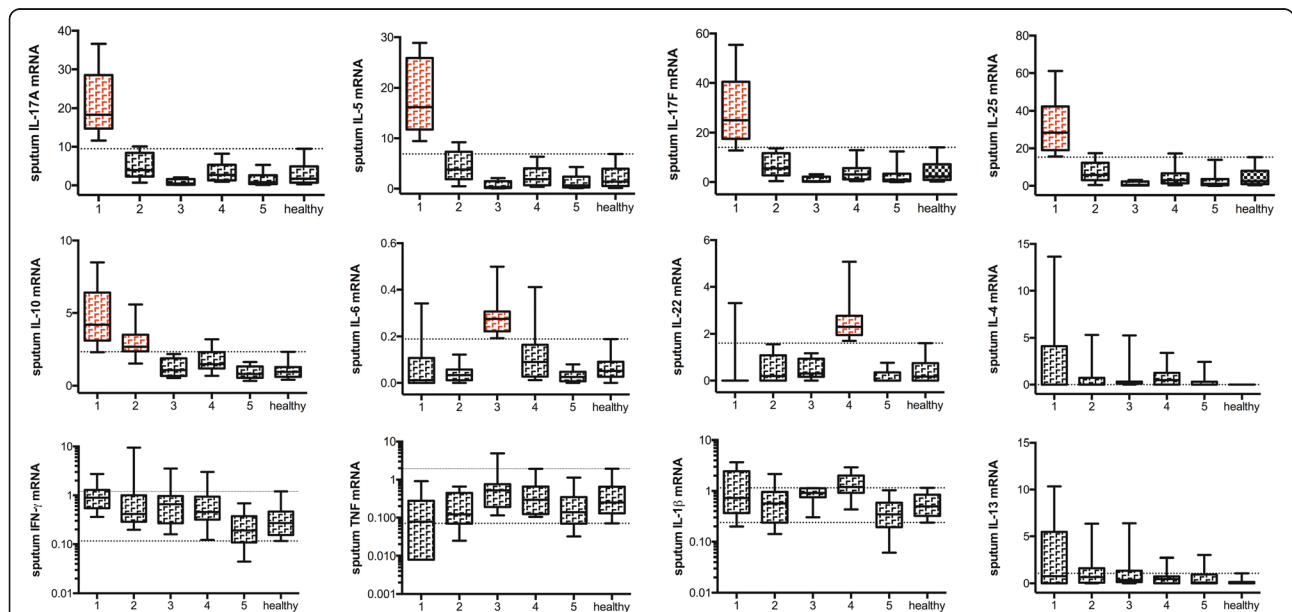 sputum IL-17A mRNA
40
30
20
10
0
1 2 3 4 5 healthy
sputum IL-5 mRNA
30
20
10
0
1 2 3 4 5 healthy
sputum IL-17F mRNA
60
40
20
0
1 2 3 4 5 healthy
sputum IL-25 mRNA
80
60
40
20
0
1 2 3 4 5 healthy
sputum IL-10 mRNA
10
5
0
1 2 3 4 5 healthy
sputum IL-6 mRNA
0.6
0.4
0.2
0.0
1 2 3 4 5 healthy
sputum IL-22 mRNA
6
4
2
0
1 2 3 4 5 healthy
sputum IL-4 mRNA
15
10
5
0
1 2 3 4 5 healthy
sputum IFN-γ mRNA
10
1
0.10
0.01
1 2 3 4 5 healthy
sputum TNF mRNA
10
1
0.100
0.010
0.001
1 2 3 4 5 healthy
sputum IL-1β mRNA
10
1.0
0.10
0.01
1 2 3 4 5 healthy
sputum IL-13 mRNA
15
10
5
0
1 2 3 4 5 healthy